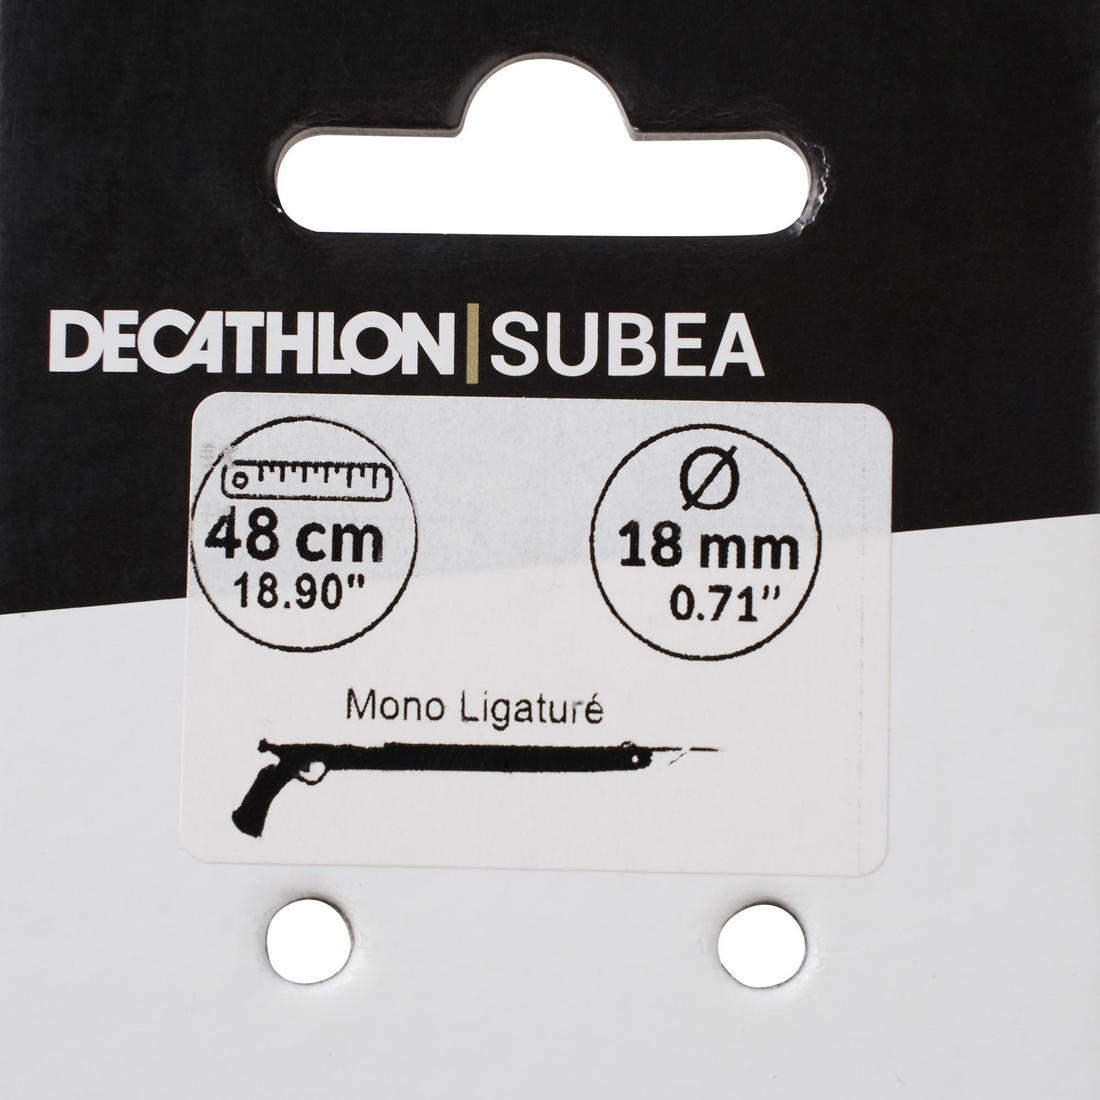 DECATHLON | SUBEA
48 cm
18.90"
Ø
18 mm
0.71"
Mono Ligaturé